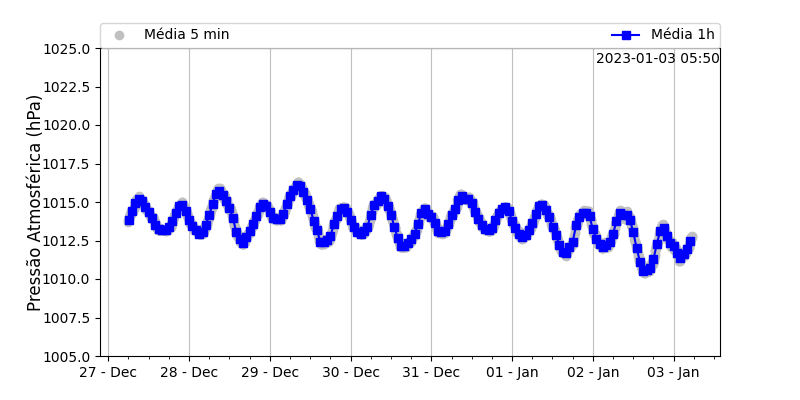 Média 5 min
Média 1h
2023-01-03 05:50
Pressão Atmosférica (hPa)
1025.0
1022.5
1020.0
1017.5
1015.0
1012.5
1010.0
1007.5
1005.0
27 - Dec
28 - Dec
29 - Dec
30 - Dec
31 - Dec
01 - Jan
02 - Jan
03 - Jan